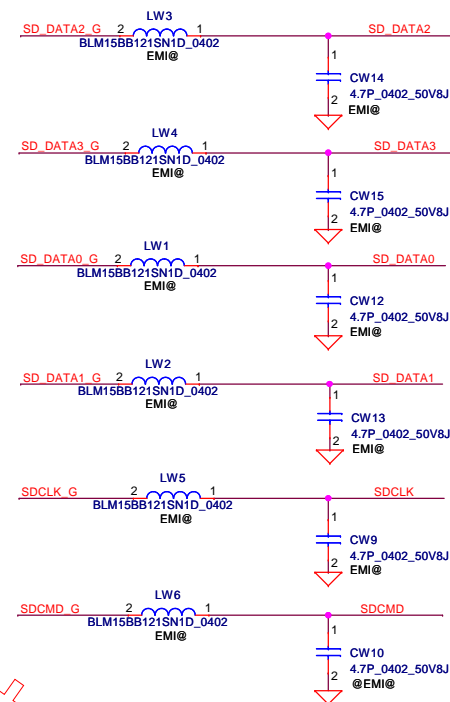 LW3
SD_DATA2_G 2 1 SD_DATA2
BLM15BB121SN1D_0402
EMI@
1
CW14
4.7P_0402_50V8J
2
EMI@
LW4
SD_DATA3_G 2 1 SD_DATA3
BLM15BB121SN1D_0402
EMI@
1
CW15
4.7P_0402_50V8J
2
EMI@
LW1
SD_DATA0_G 2 1 SD_DATA0
BLM15BB121SN1D_0402
EMI@
1
CW12
4.7P_0402_50V8J
2
EMI@
LW2
SD_DATA1_G 2 1 SD_DATA1
BLM15BB121SN1D_0402
EMI@
1
CW13
4.7P_0402_50V8J
2
EMI@
LW5
SDCLK_G 2 1 SDCLK
BLM15BB121SN1D_0402
EMI@
1
CW9
4.7P_0402_50V8J
2
EMI@
LW6
SDCMD_G 2 1 SDCMD
BLM15BB121SN1D_0402
EMI@
1
CW10
4.7P_0402_50V8J
2
@EMI@